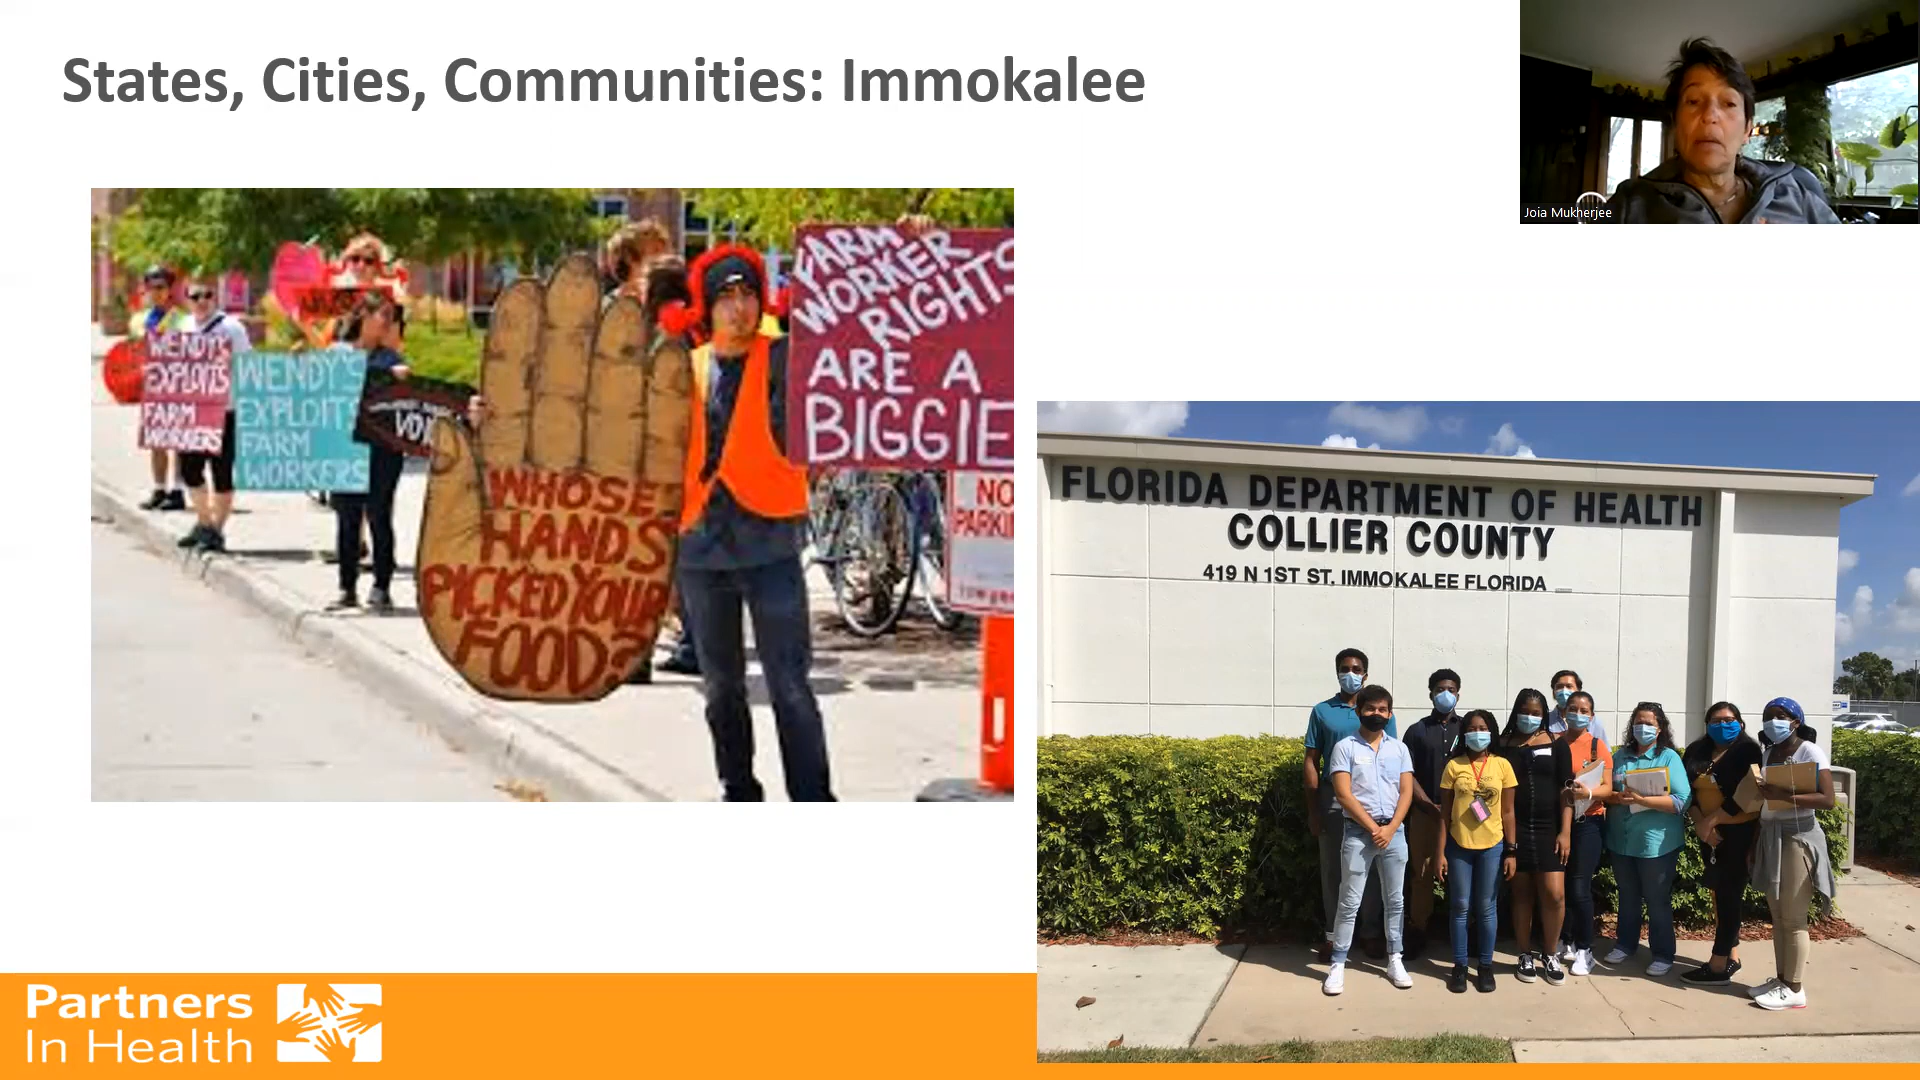 States, Cities, Communities: Immokalee
Joia Mukherjee
WENDY'S
EXPLOITS
FARM
WORKERS
WENDY'S
EXPLOITS
FARM
WORKERS
WHOSE
HANDS
PICKED YOUR
FOOD?
FARM
WORKER
RIGHTS
ARE A
BIGGIE
NO
PARKI
FLORIDA DEPARTMENT OF HEALTH
COLLIER COUNTY
419 N 1ST ST. IMMOKALEE FLORIDA
Partners
In Health